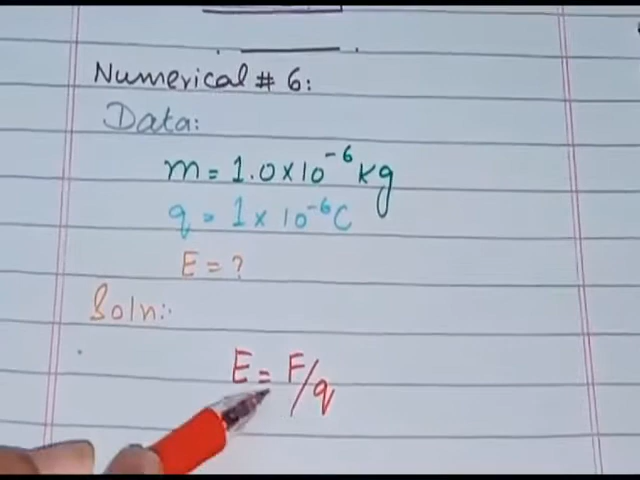 Numerical # 6:
Data:
m = 1.0 × 10⁻⁶ kg
q = 1 × 10⁻⁶ C
E = ?
Soln:
E = F/q